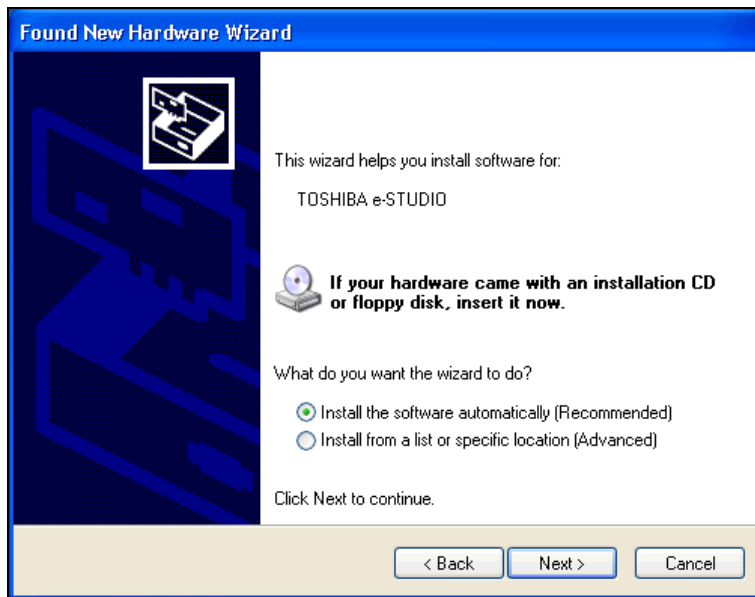 Found New Hardware Wizard
This wizard helps you install software for:
TOSHIBA e-STUDIO
If your hardware came with an installation CD
or floppy disk, insert it now.
What do you want the wizard to do?
Install the software automatically (Recommended)
Install from a list or specific location (Advanced)
Click Next to continue.
< Back Next > Cancel